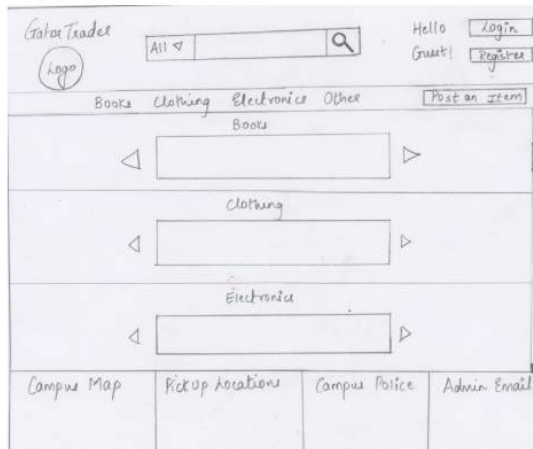 Gator Trader
Logo
All
Hello
Guest!
Login
Register
Books Clothing Electronics Other
Post an Item
Books
Clothing
Electronics
Campus Map
Pickup Locations
Campus Police
Admin Email